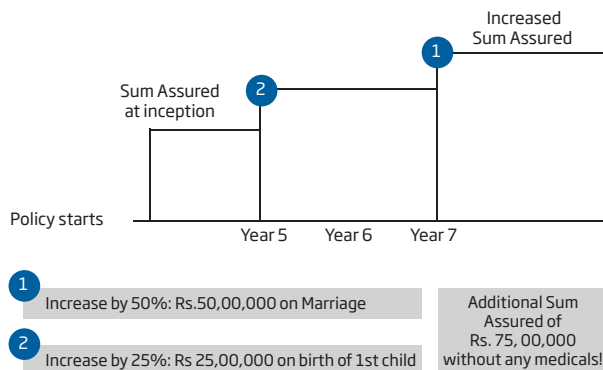 Increased
Sum Assured
1
Sum Assured
at inception
2
Policy starts
Year 5 Year 6 Year 7
1
Increase by 50%: Rs.50,00,000 on Marriage
2
Increase by 25%: Rs 25,00,000 on birth of 1st child
Additional Sum
Assured of
Rs. 75, 00,000
without any medicals!